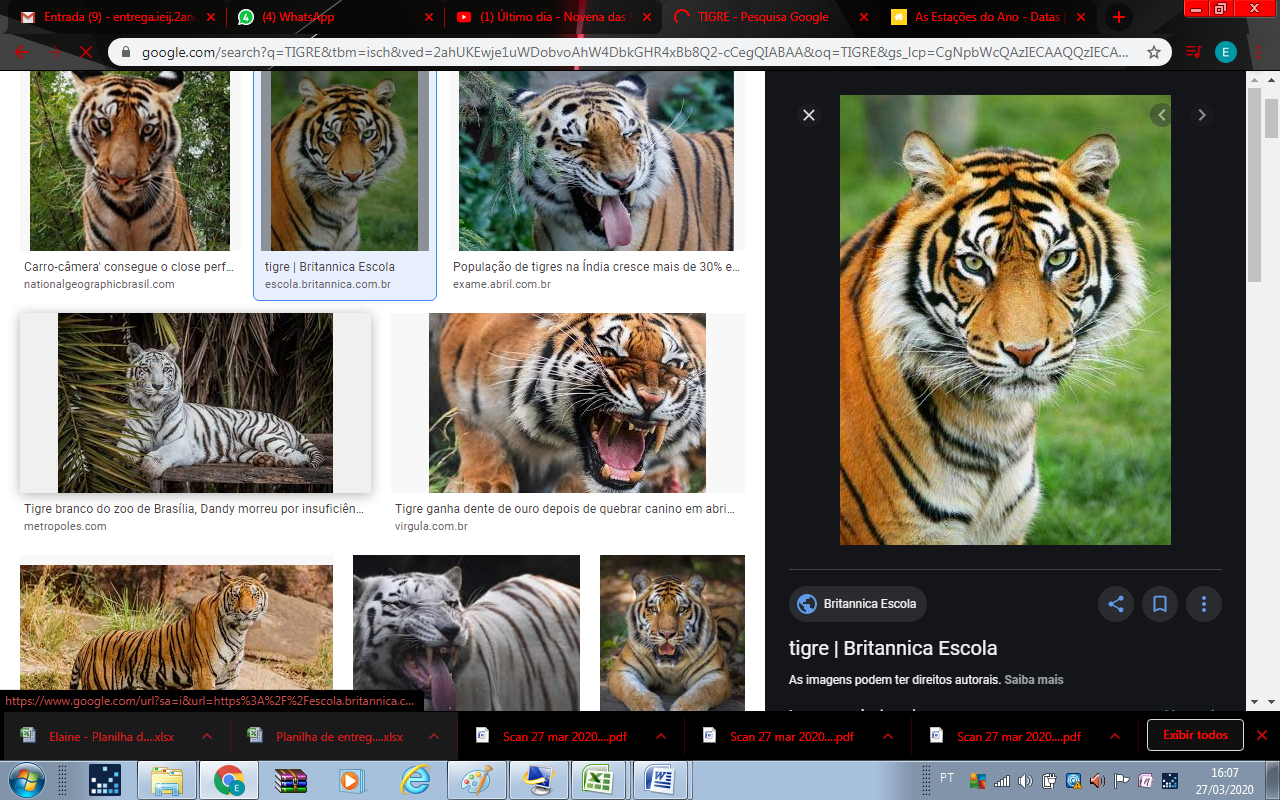 Entrada (9) - entrega.ieij.2an
(4) WhatsApp
(1) Último dia - Novena das S
TIGRE - Pesquisa Google
As Estações do Ano - Datas
google.com/search?q=TIGRE&tbm=isch&ved=2ahUKEwje1uWDobvoAhW4DbkGHR4xBb8Q2-cCegQIABAA&oq=TIGRE&gs_lcp=CgNpbWcQAzIECAAQQzIECA...
E
Carro-câmera' consegue o close perf...
nationalgeographicbrasil.com
tigre | Britannica Escola
escola.britannica.com.br
População de tigres na Índia cresce mais de 30% e...
exame.abril.com.br
Tigre branco do zoo de Brasília, Dandy morreu por insuficiên...
metropoles.com
Tigre ganha dente de ouro depois de quebrar canino em abri...
virgula.com.br
Britannica Escola
tigre | Britannica Escola
As imagens podem ter direitos autorais. Saiba mais
https://www.google.com/url?sa=i&url=https%3A%2F%2Fescola.britannica.c...
Elaine - Planilha d....xlsx
Planilha de entreg....xlsx
Scan 27 mar 2020....pdf
Scan 27 mar 2020....pdf
Scan 27 mar 2020....pdf
Exibir todos
PT
16:07
27/03/2020